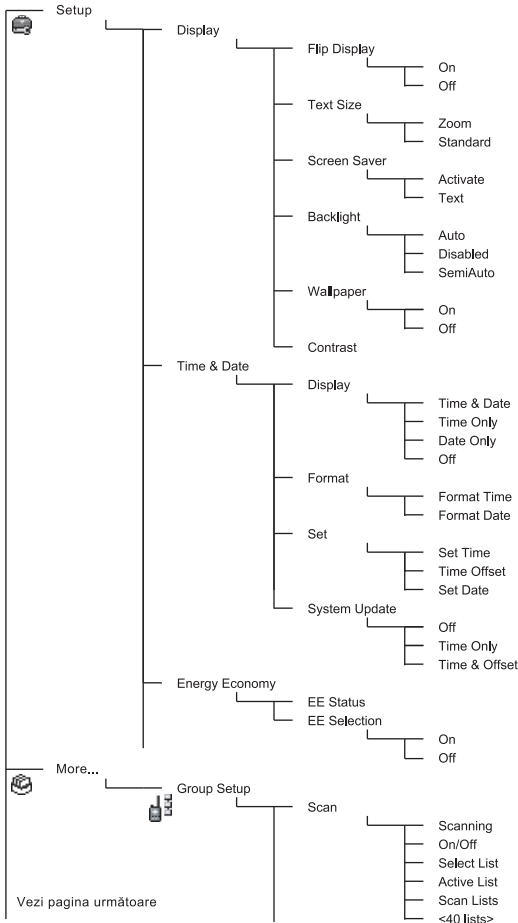 Setup
Display
Flip Display
On
Off
Text Size
Zoom
Standard
Screen Saver
Activate
Text
Backlight
Auto
Disabled
SemiAuto
Wallpaper
On
Off
Contrast
Time & Date
Display
Time & Date
Time Only
Date Only
Off
Format
Format Time
Format Date
Set
Set Time
Time Offset
Set Date
System Update
Off
Time Only
Time & Offset
Energy Economy
EE Status
EE Selection
On
Off
More...
Group Setup
Scan
Scanning
On/Off
Select List
Active List
Scan Lists
<40 lists>
Vezi pagina următoare